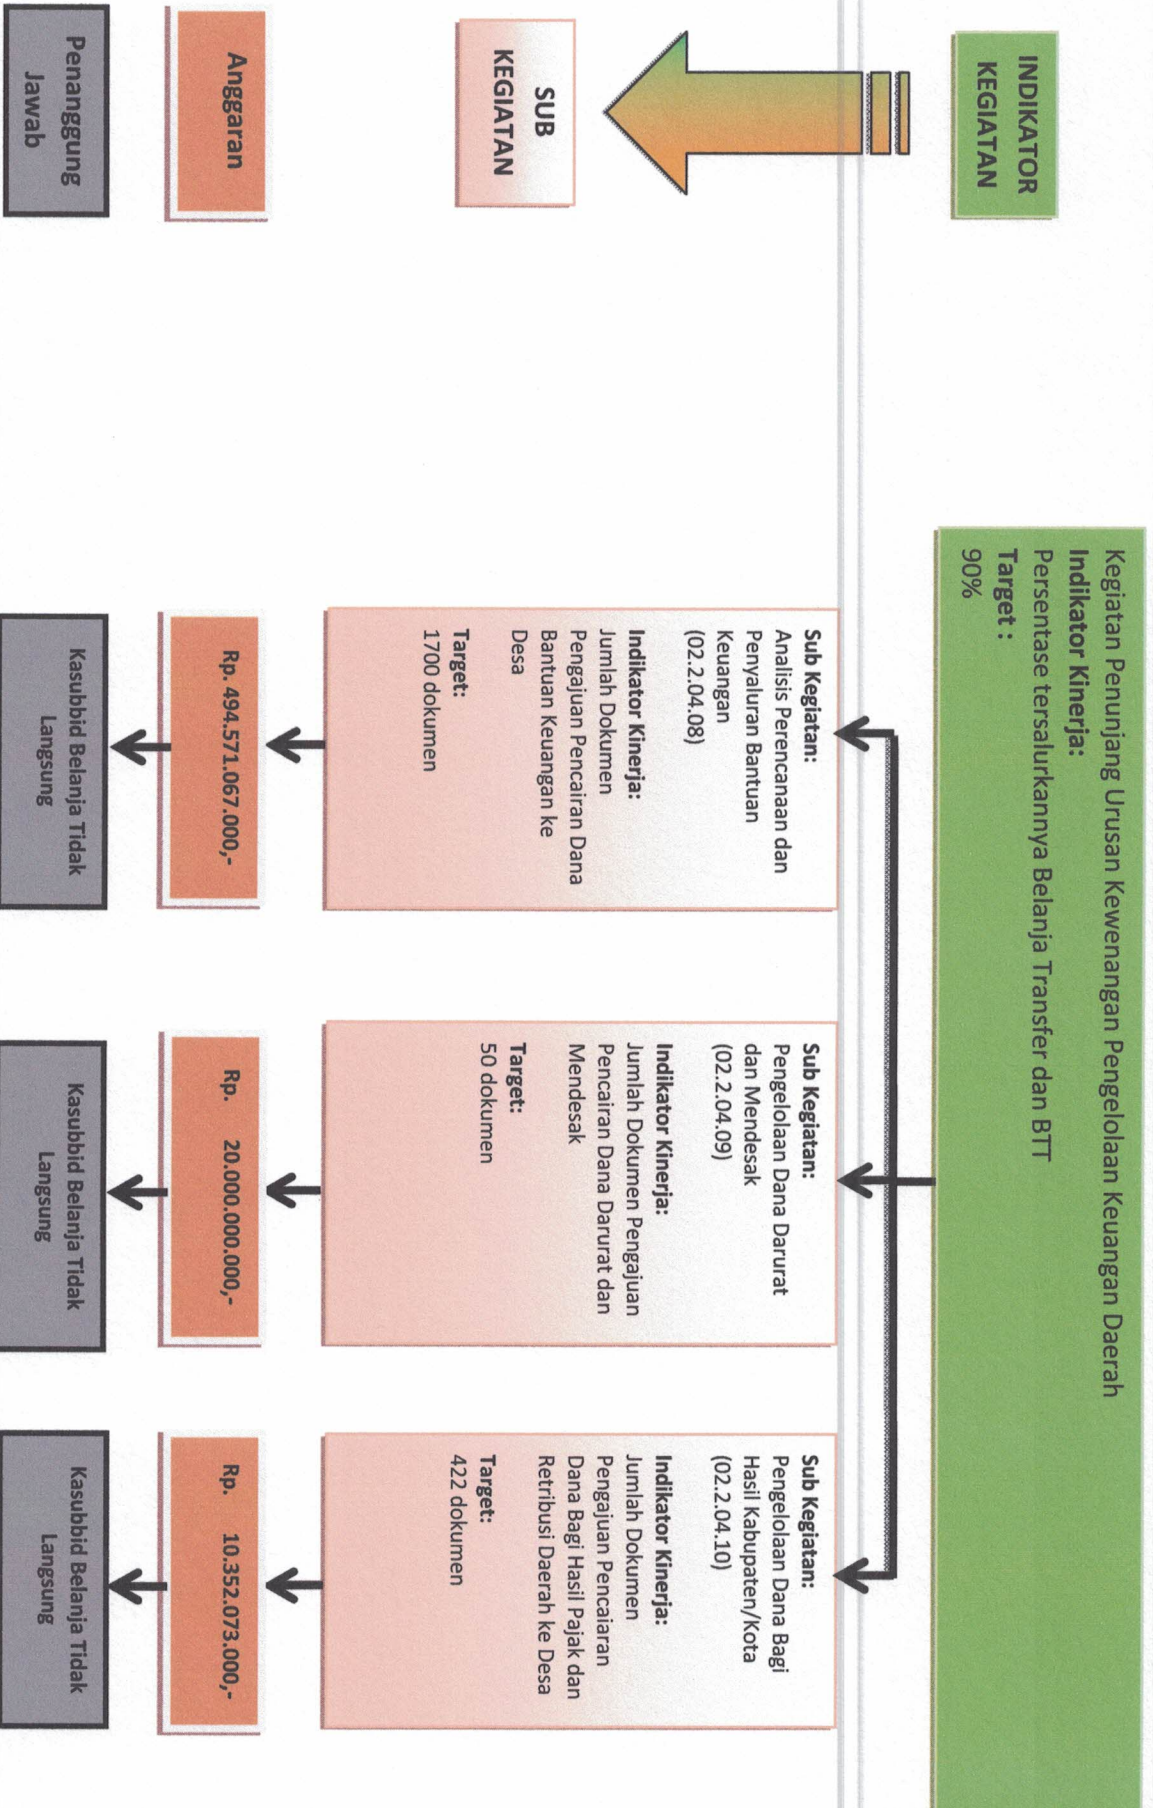 INDIKATOR
KEGIATAN
Kegiatan Penunjang Urusan Kewenangan Pengelolaan Keuangan Daerah
Indikator Kinerja:
Persentase tersalurkannya Belanja Transfer dan BTT
Target :
90%
SUB
KEGIATAN
Sub Kegiatan:
Analisis Perencanaan dan
Penyaluran Bantuan
Keuangan
(02.2.04.08)
Indikator Kinerja:
Jumlah Dokumen
Pengajuan Pencairan Dana
Bantuan Keuangan ke
Desa
Target:
1700 dokumen
Sub Kegiatan:
Pengelolaan Dana Darurat
dan Mendesak
(02.2.04.09)
Indikator Kinerja:
Jumlah Dokumen Pengajuan
Pencairan Dana Darurat dan
Mendesak
Target:
50 dokumen
Sub Kegiatan:
Pengelolaan Dana Bagi
Hasil Kabupaten/Kota
(02.2.04.10)
Indikator Kinerja:
Jumlah Dokumen
Pengajuan Pencaiaran
Dana Bagi Hasil Pajak dan
Retribusi Daerah ke Desa
Target:
422 dokumen
Anggaran
Rp. 494.571.067.000,-
Rp. 20.000.000.000,-
Rp. 10.352.073.000,-
Penanggung
Jawab
Kasubbid Belanja Tidak
Langsung
Kasubbid Belanja Tidak
Langsung
Kasubbid Belanja Tidak
Langsung